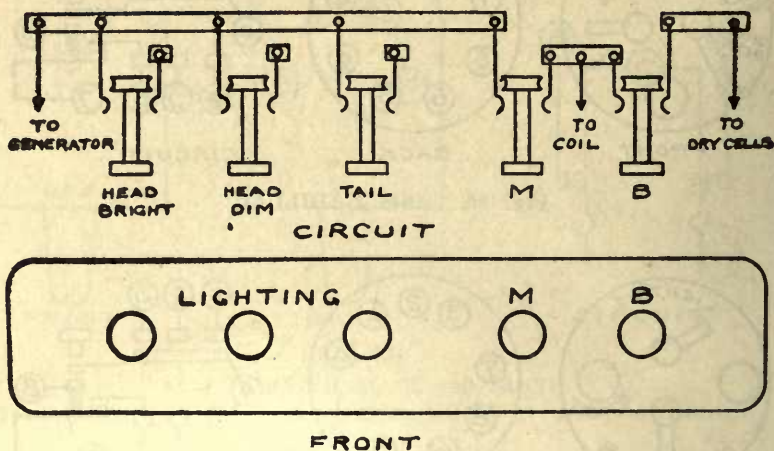 TO GENERATOR
HEAD BRIGHT
HEAD DIM
TAIL
M
TO COIL
B
TO DRY CELLS
CIRCUIT
LIGHTING M B
FRONT